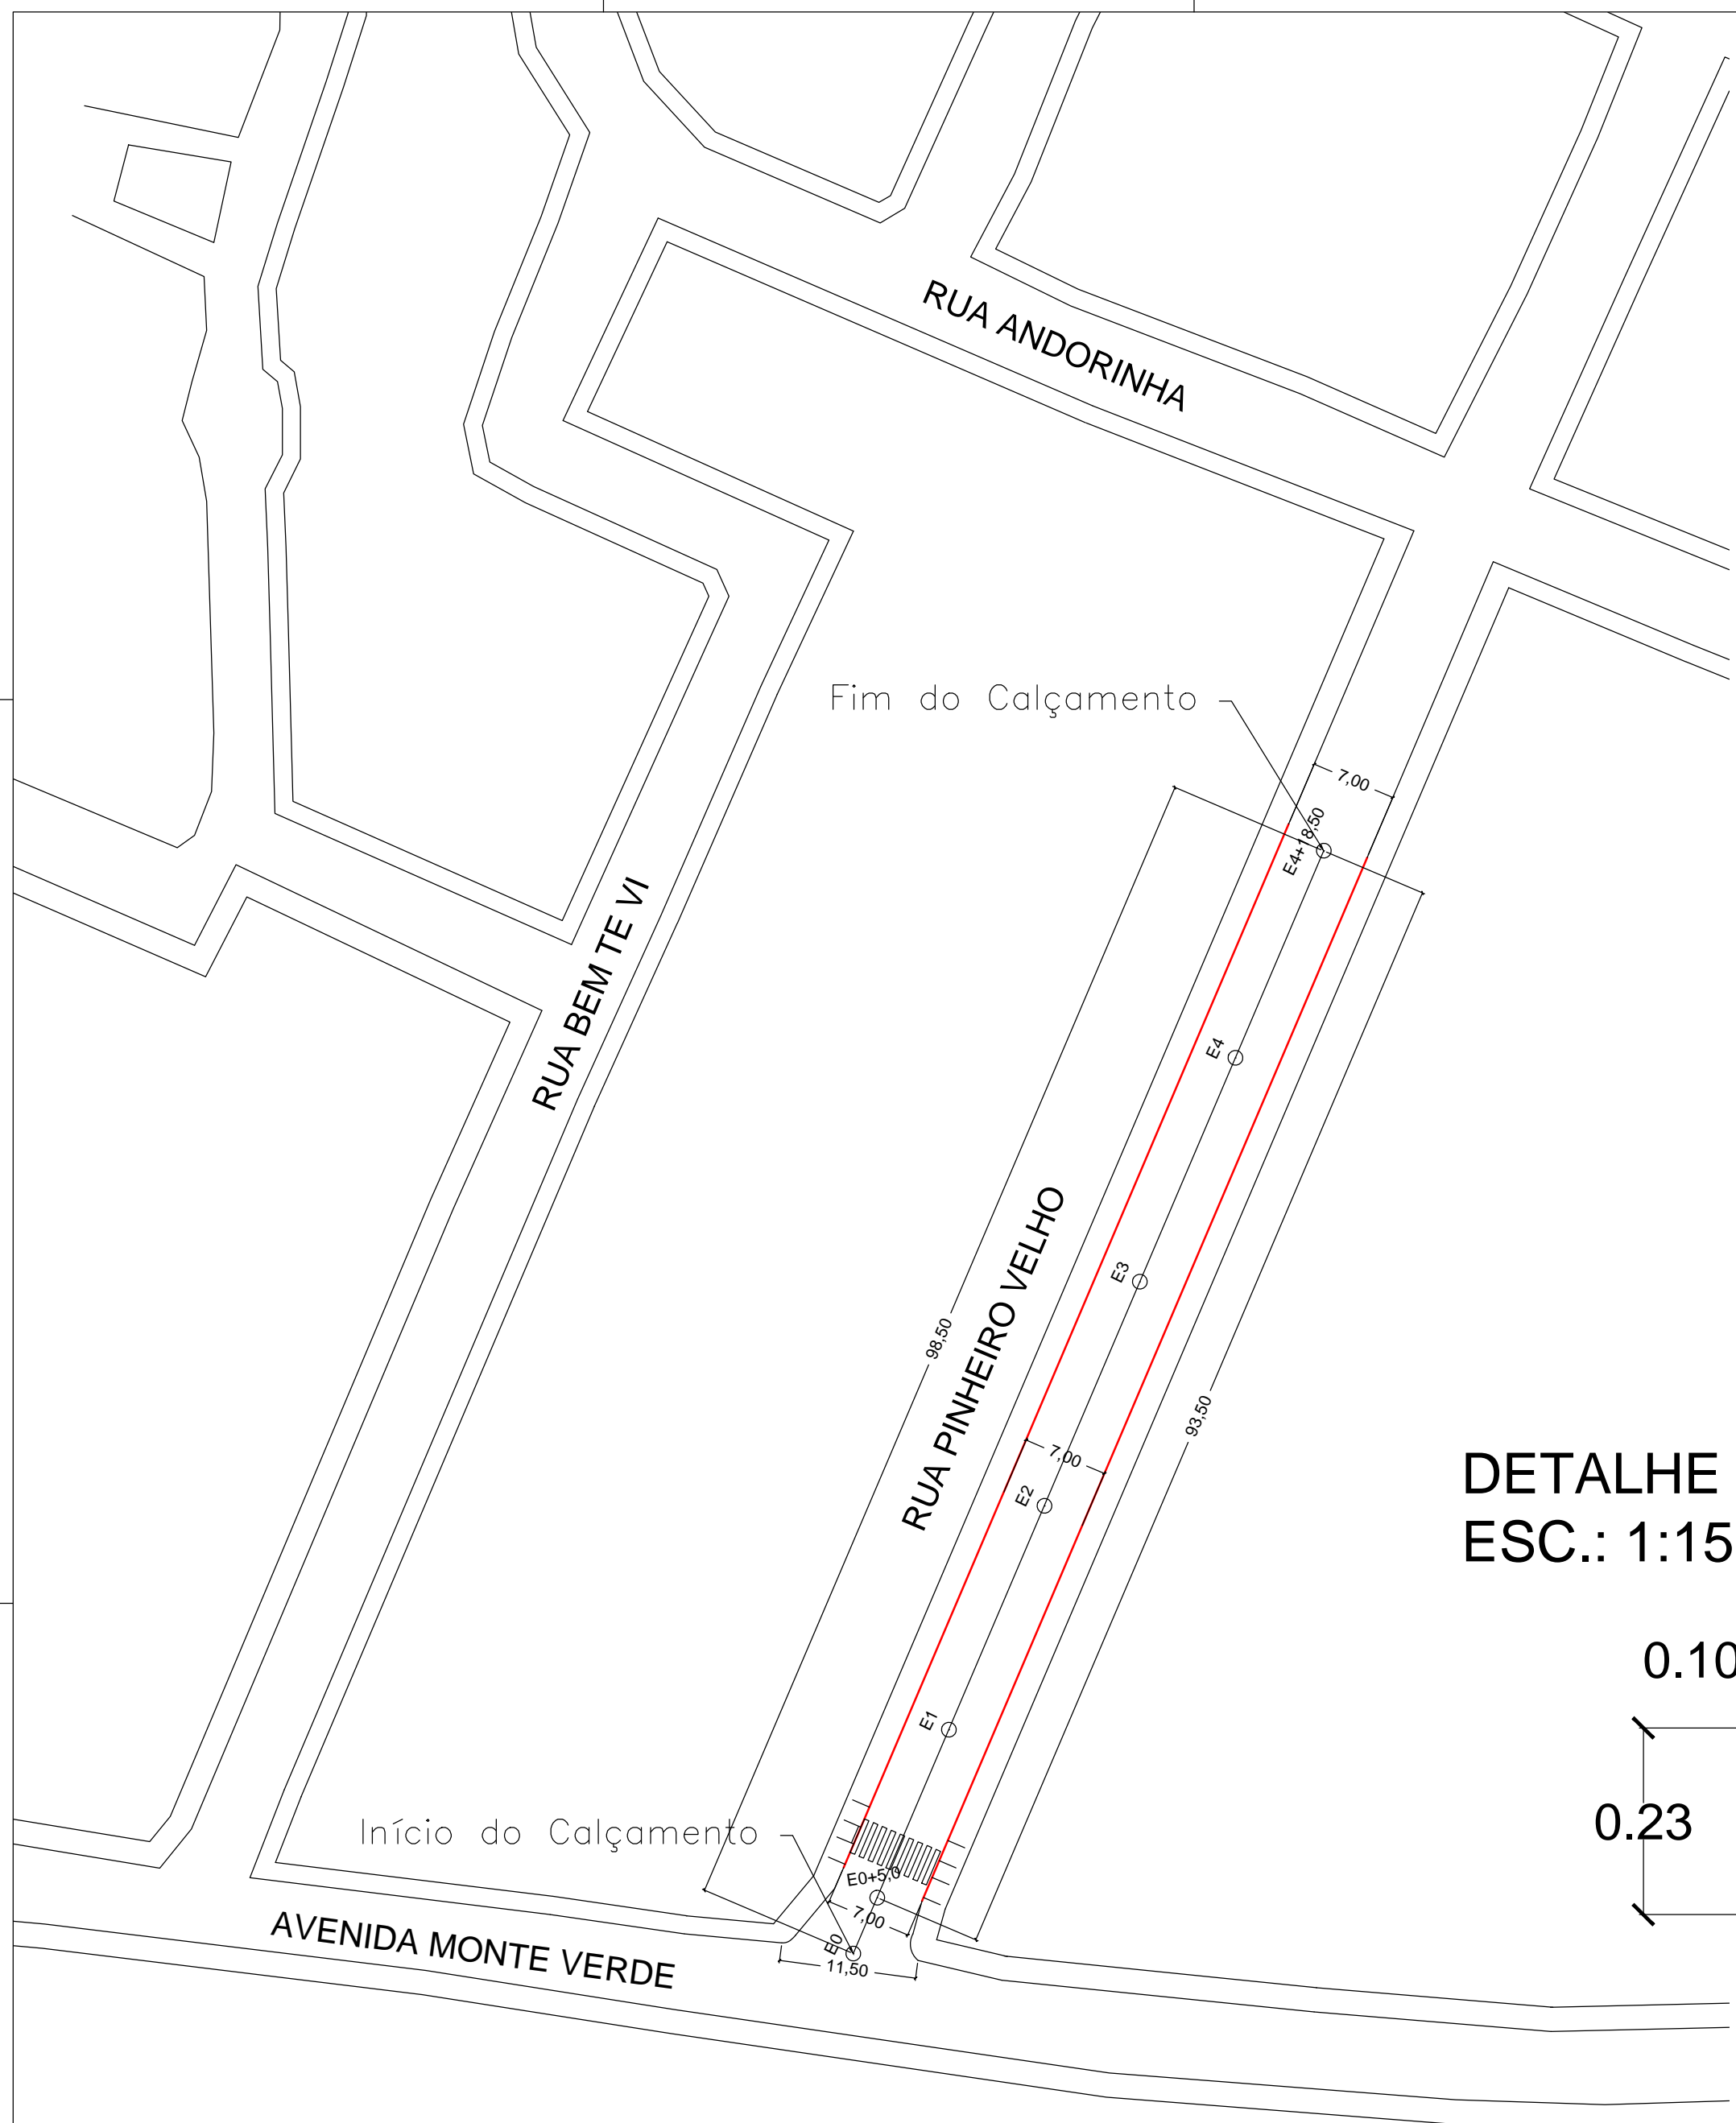 RUA ANDORINHA
Fim do Calçamento
7,00
E4+18,50
RUA BEM TE VI
E4
RUA PINHEIRO VELHO
E3
98,50
93,50
7,00
E2
DETALHE
ESC.: 1:15
0.10
E1
0.23
Início do Calçamento
E0+5,0
7,00
E0
11,50
AVENIDA MONTE VERDE